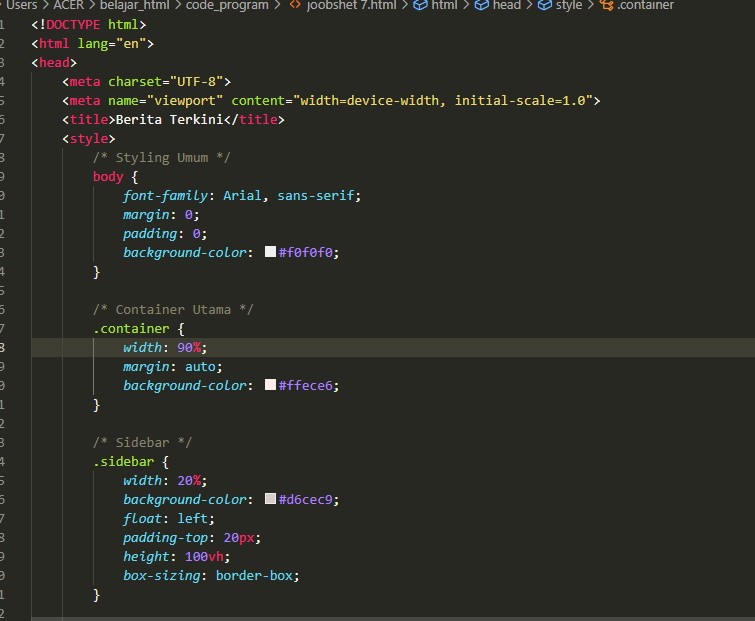 Users > ACER > belajar_html > code_program > <> joobshet 7.html > html > head > style > .container
1 <!DOCTYPE html>
2 <html lang="en">
3 <head>
4     <meta charset="UTF-8">
5     <meta name="viewport" content="width=device-width, initial-scale=1.0">
6     <title>Berita Terkini</title>
7     <style>
8         /* Styling Umum */
9         body {
0             font-family: Arial, sans-serif;
1             margin: 0;
2             padding: 0;
3             background-color: #f0f0f0;
4         }
5
6         /* Container Utama */
7         .container {
8             width: 90%;
9             margin: auto;
0             background-color: #ffece6;
1         }
2
3         /* Sidebar */
4         .sidebar {
5             width: 20%;
6             background-color: #d6cec9;
7             float: left;
8             padding-top: 20px;
9             height: 100vh;
0             box-sizing: border-box;
1         }
2